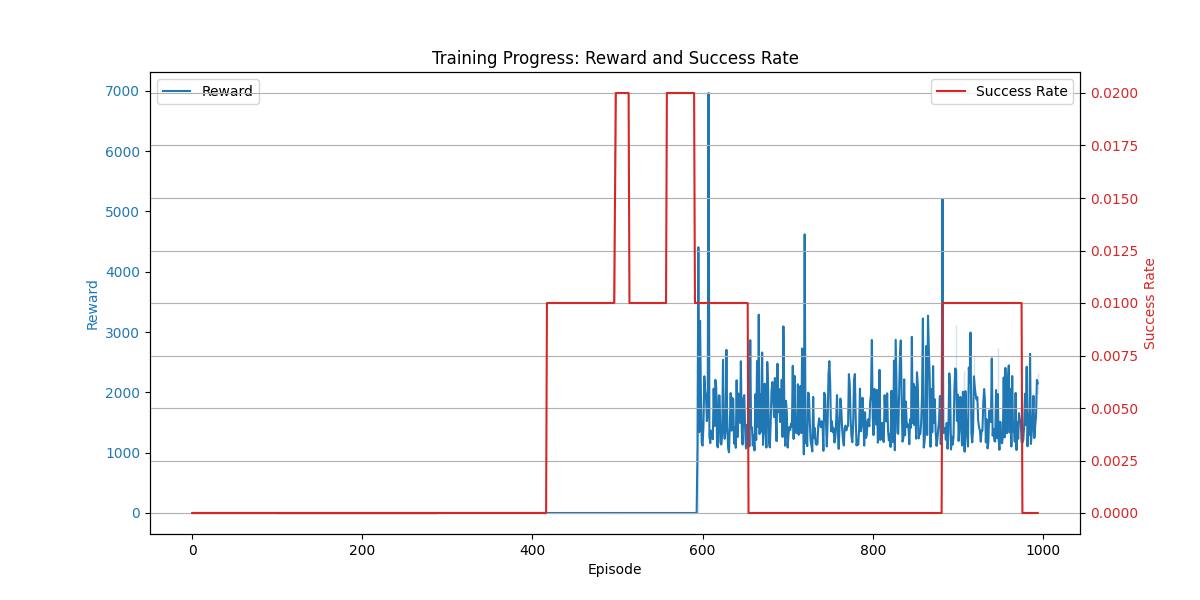 Training Progress: Reward and Success Rate
Reward
Success Rate
7000
6000
5000
4000
3000
2000
1000
0
Reward
0.0200
0.0175
0.0150
0.0125
0.0100
0.0075
0.0050
0.0025
0.0000
Success Rate
0 200 400 600 800 1000
Episode